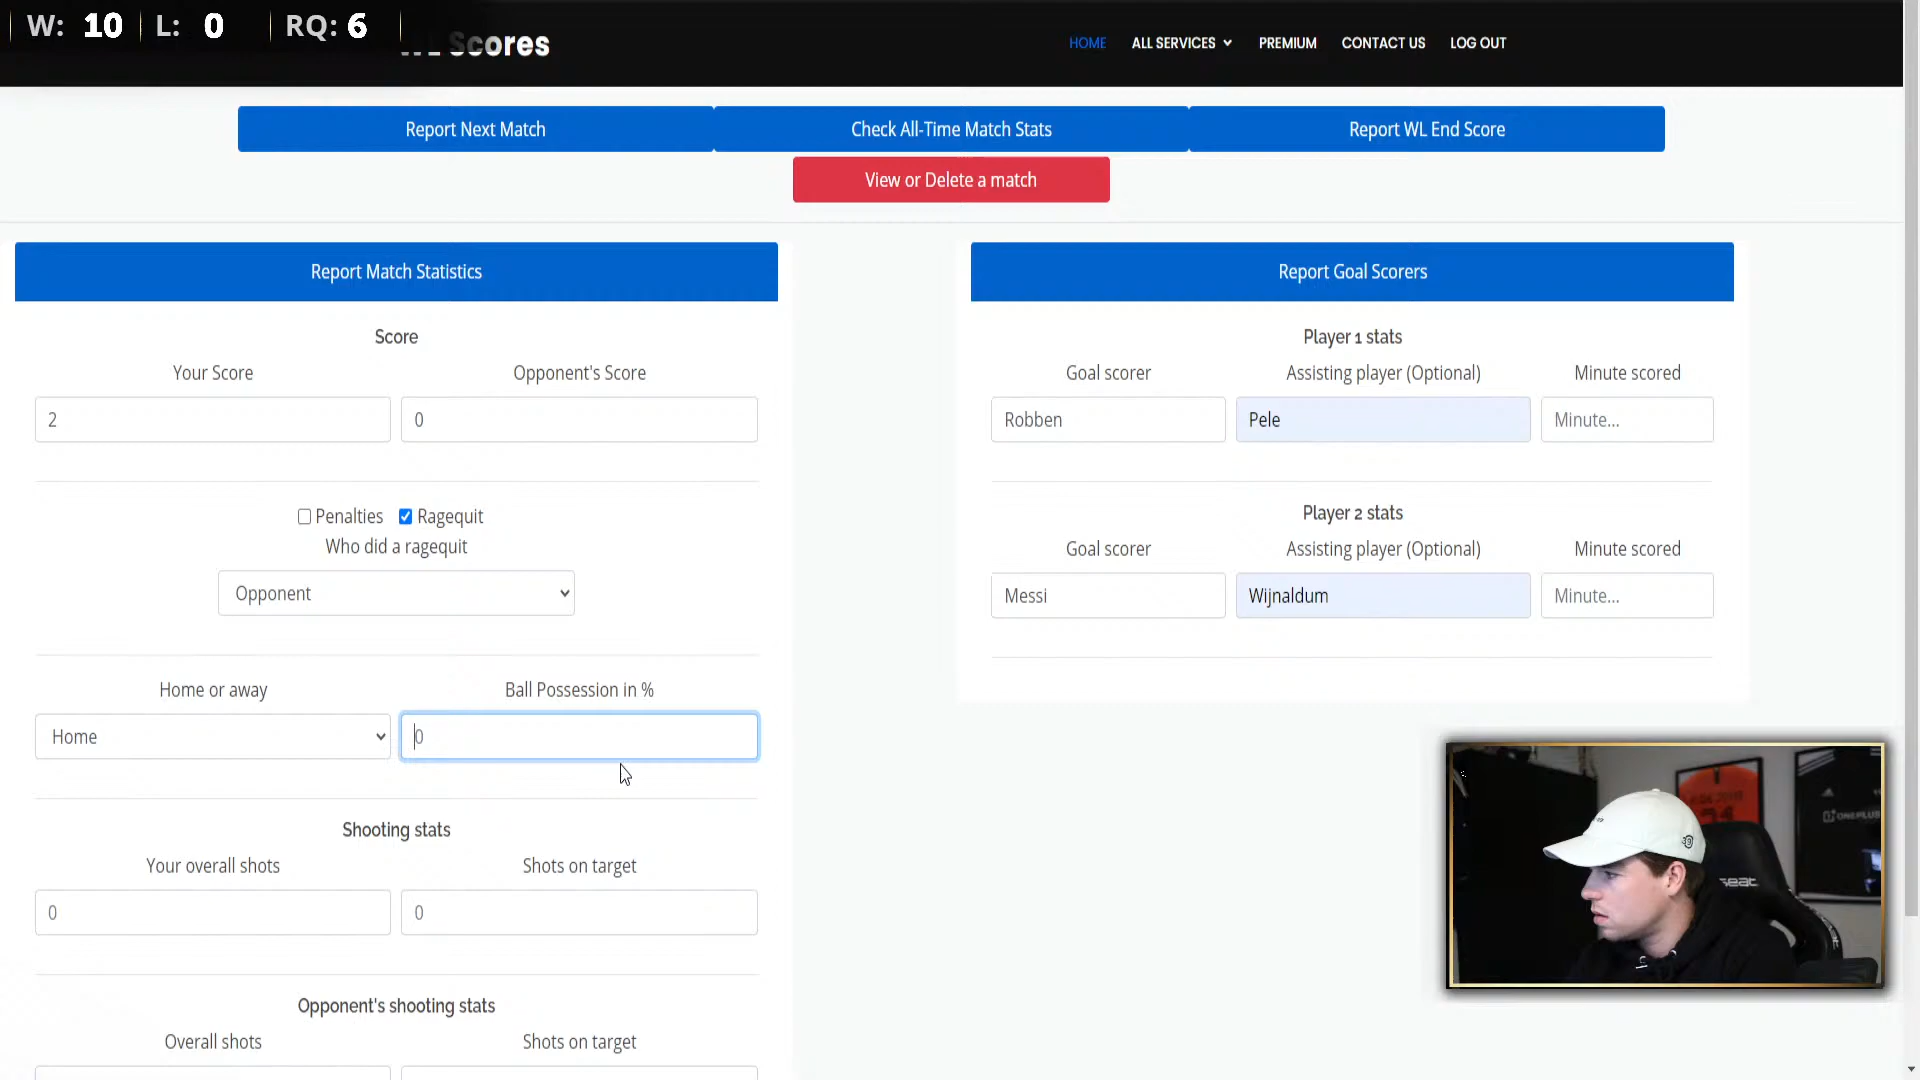 W: 10 L: 0 RQ: 6
WL Scores
HOME ALL SERVICES PREMIUM CONTACT US LOG OUT
Report Next Match Check All-Time Match Stats Report WL End Score
View or Delete a match
Report Match Statistics
Score
Your Score Opponent's Score
2 0
Penalties Ragequit
Who did a ragequit
Opponent
Home or away Ball Possession in %
Home 0
Shooting stats
Your overall shots Shots on target
0 0
Opponent's shooting stats
Overall shots Shots on target
Report Goal Scorers
Player 1 stats
Goal scorer Assisting player (Optional) Minute scored
Robben Pele Minute...
Player 2 stats
Goal scorer Assisting player (Optional) Minute scored
Messi Wijnaldum Minute...
seat